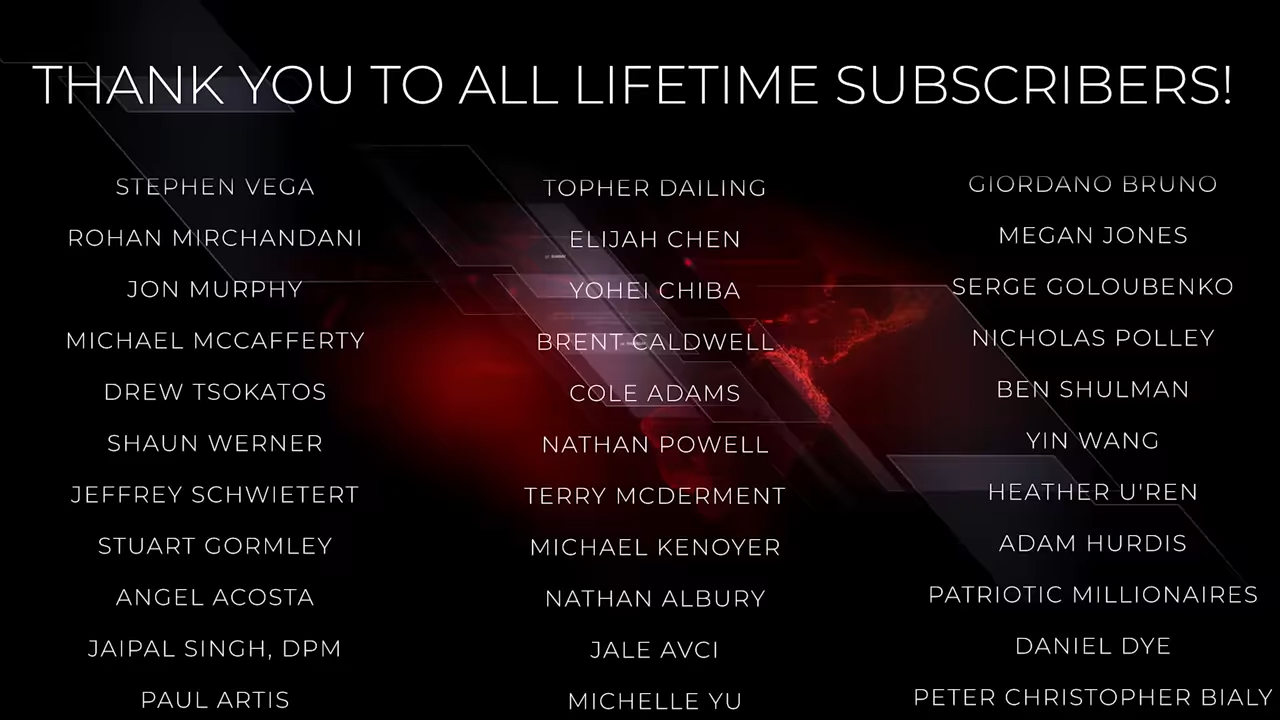 THANK YOU TO ALL LIFETIME SUBSCRIBERS!
STEPHEN VEGA
ROHAN MIRCHANDANI
JON MURPHY
MICHAEL MCCAFFERTY
DREW TSOKATOS
SHAUN WERNER
JEFFREY SCHWIETERT
STUART GORMLEY
ANGEL ACOSTA
JAIPAL SINGH, DPM
PAUL ARTIS
TOPHER DAILING
ELIJAH CHEN
YOHEI CHIBA
BRENT CALDWELL
COLE ADAMS
NATHAN POWELL
TERRY MCDERMENT
MICHAEL KENOYER
NATHAN ALBURY
JALE AVCI
MICHELLE YU
GIORDANO BRUNO
MEGAN JONES
SERGE GOLOUBENKO
NICHOLAS POLLEY
BEN SHULMAN
YIN WANG
HEATHER U'REN
ADAM HURDIS
PATRIOTIC MILLIONAIRES
DANIEL DYE
PETER CHRISTOPHER BIALY